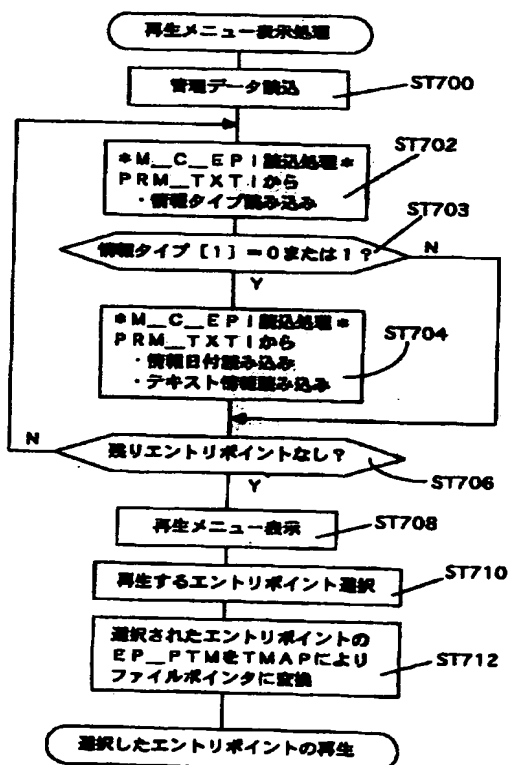 再生メニュー表示処理
管理データ読込
ST700
ST702
*M__C__EPI読込処理*
PRM__TXTIから
・情報タイプ読み込み
ST703
情報タイプ[1]=0または1?
N
Y
*M__C__EPI読込処理*
PRM__TXTIから
・情報日付読み込み
・テキスト情報読み込み
ST704
N
残りエントリポイントなし?
ST706
Y
再生メニュー表示
ST708
再生するエントリポイント選択
ST710
選択されたエントリポイントの
EP__PTMをTMAPにより
ファイルポインタに変換
ST712
選択したエントリポイントの再生